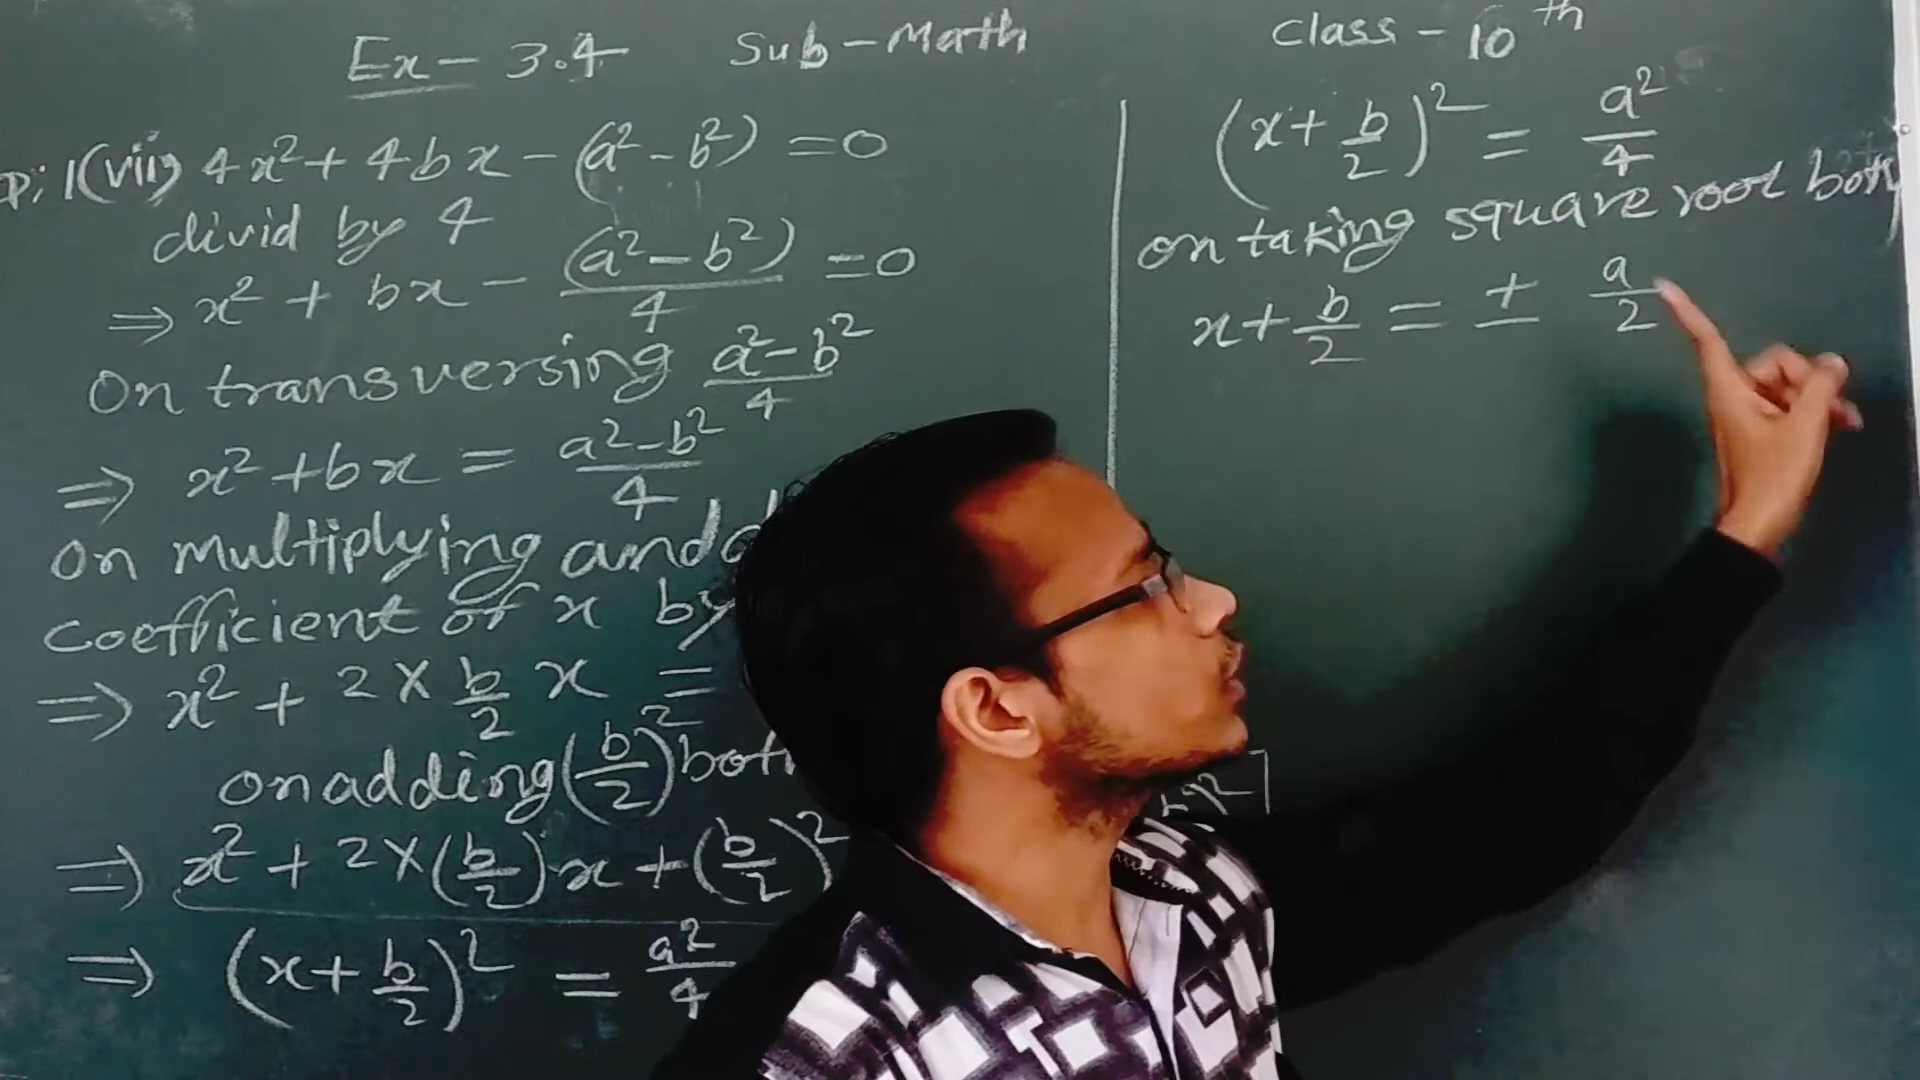 Ex - 3.4 Sub - Math Class - 10th
1(vii) 4x² + 4bx - (a² - b²) = 0
divid by 4
⇒ x² + bx - (a² - b²)/4 = 0
On transversing (a² - b²)/4
⇒ x² + bx = (a² - b²)/4
On multiplying and
coefficient of x by
⇒ x² + 2 × b/2 x =
on adding (b/2)²
⇒ x² + 2 × (b/2) x + (b/2)²
⇒ (x + b/2)² = a²/4
(x + b/2)² = a²/4
on taking square root both
x + b/2 = ± a/2